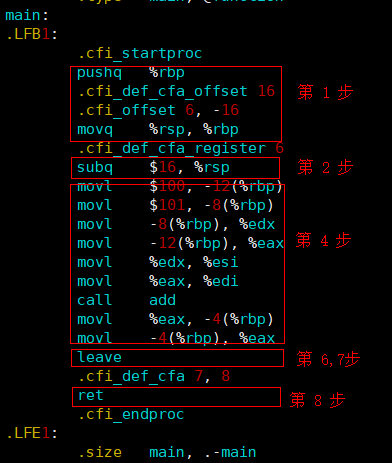 .type main, @function
main:
.LFB1:
.cfi_startproc
pushq %rbp
.cfi_def_cfa_offset 16
第 1 步
.cfi_offset 6, -16
movq %rsp, %rbp
.cfi_def_cfa_register 6
subq $16, %rsp
第 2 步
movl $100, -12(%rbp)
movl $101, -8(%rbp)
movl -8(%rbp), %edx
movl -12(%rbp), %eax
第 4 步
movl %edx, %esi
movl %eax, %edi
call add
movl %eax, -4(%rbp)
movl -4(%rbp), %eax
leave
第 6,7步
.cfi_def_cfa 7, 8
ret
第 8 步
.cfi_endproc
.LFE1:
.size main, .-main